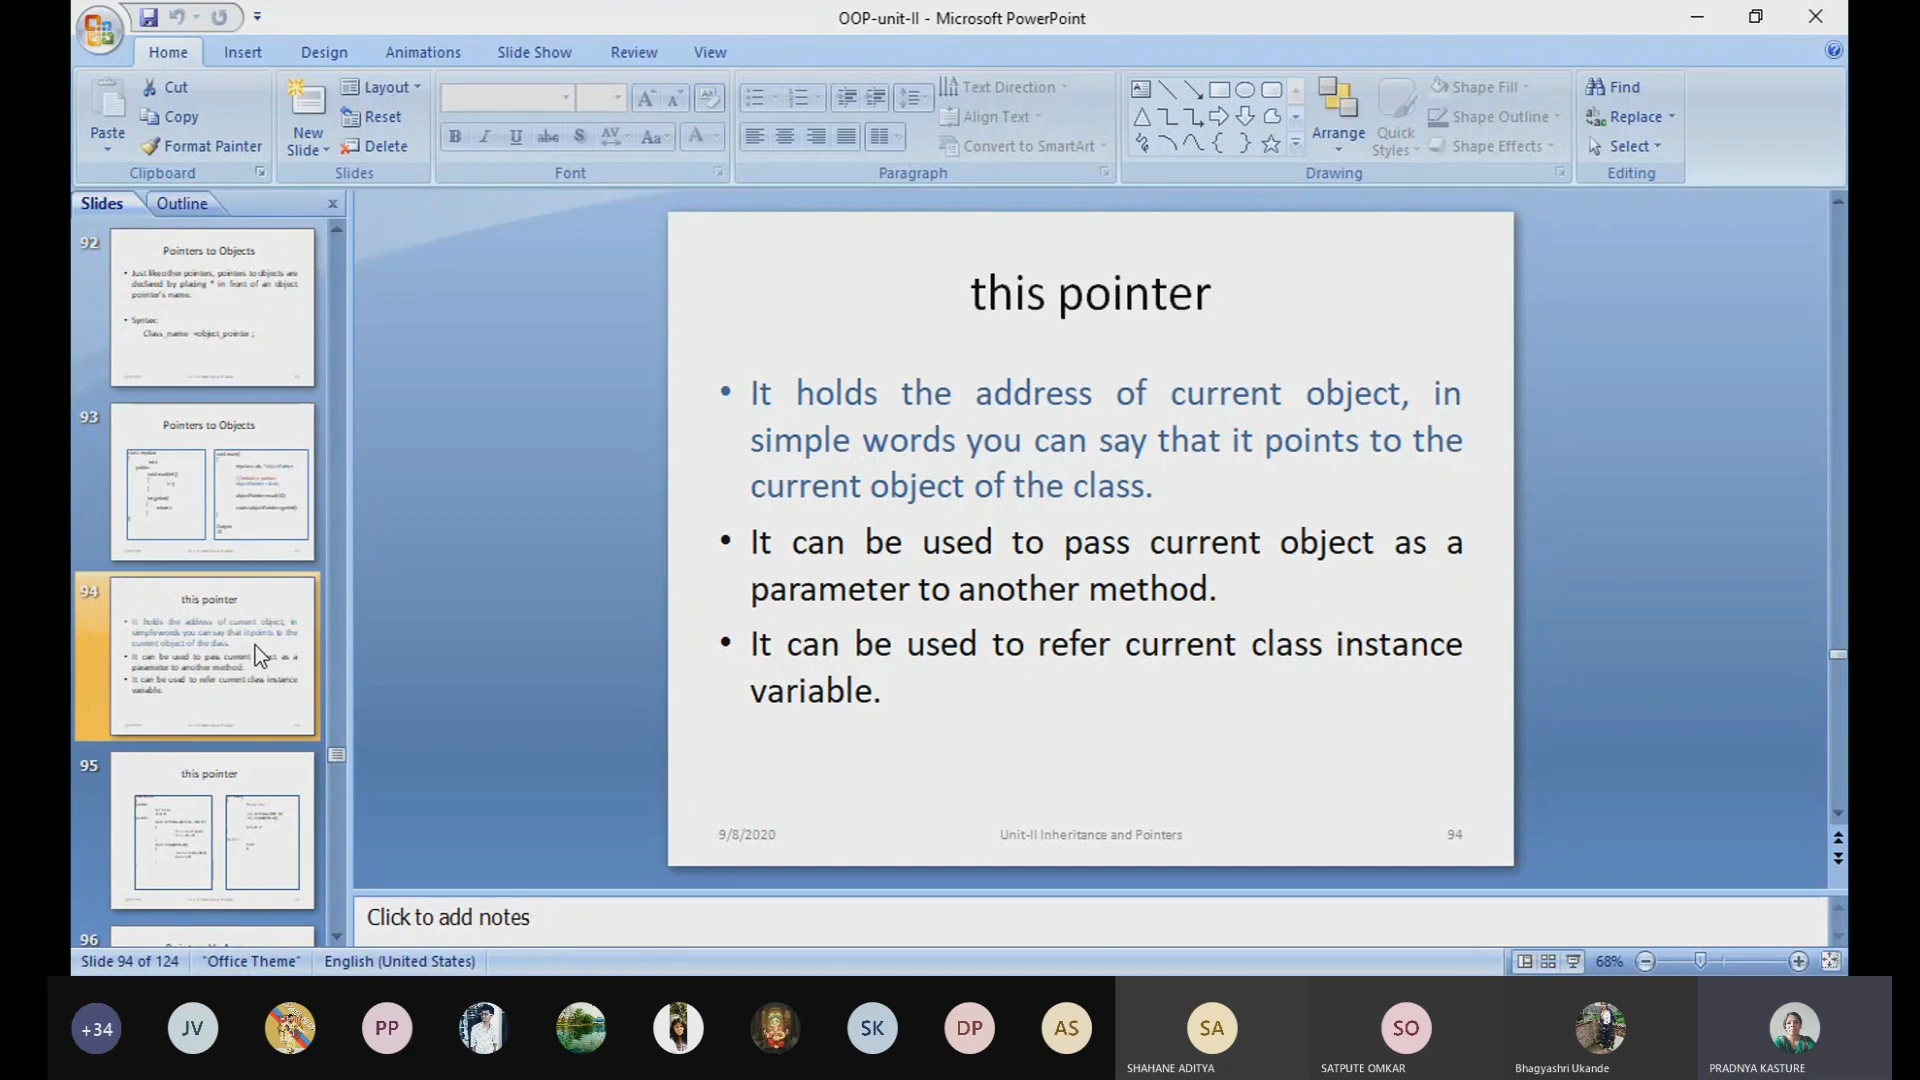 OOP-unit-II - Microsoft PowerPoint
Home Insert Design Animations Slide Show Review View
Paste
Cut
Copy
Format Painter
Clipboard
New
Slide
Layout
Reset
Delete
Slides
Font
Text Direction
Align Text
Convert to SmartArt
Paragraph
Arrange
Quick
Styles
Shape Fill
Shape Outline
Shape Effects
Drawing
Find
Replace
Select
Editing
Slides Outline
92
Pointers to Objects
Just like other pointers, pointers to objects are
declared by placing * in front of an object
pointer's name.
Syntax:
Class_name *object_pointer ;
93
Pointers to Objects
94
this pointer
It holds the address of current object, in
simple words you can say that it points to the
current object of the class.
It can be used to pass current object as a
parameter to another method.
It can be used to refer current class instance
variable.
95
this pointer
96
this pointer
• It holds the address of current object, in
simple words you can say that it points to the
current object of the class.
• It can be used to pass current object as a
parameter to another method.
• It can be used to refer current class instance
variable.
9/8/2020 Unit-II Inheritance and Pointers 94
Click to add notes
Slide 94 of 124 "Office Theme" English (United States) 68%
+34 JV PP SK DP AS SA SO
SHAHANE ADITYA SATPUTE OMKAR Bhagyashri Ukande PRADNYA KASTURE